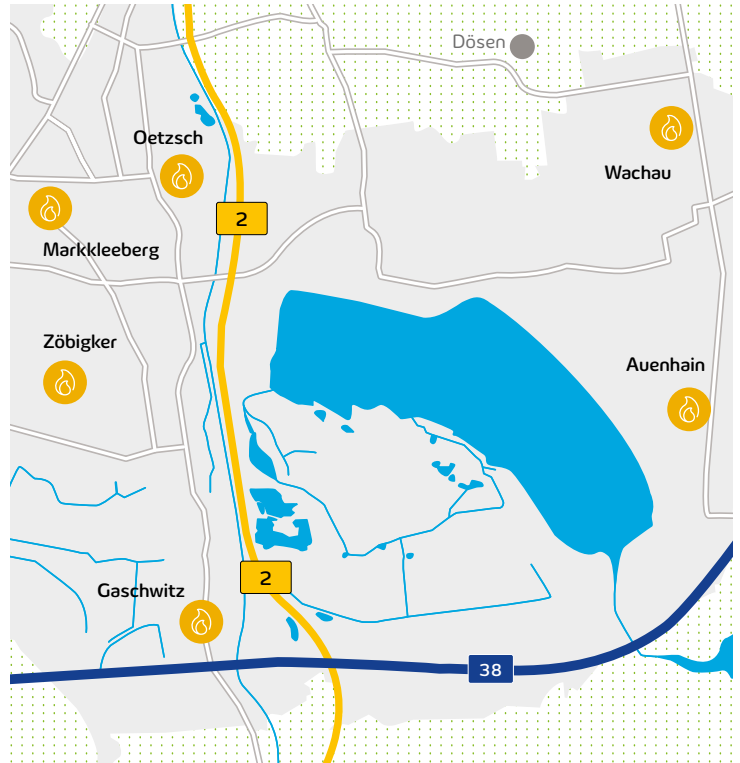 Dösen
Oetzsch
Wachau
2
Markkleeberg
Zöbigker
Auenhain
2
Gaschwitz
38